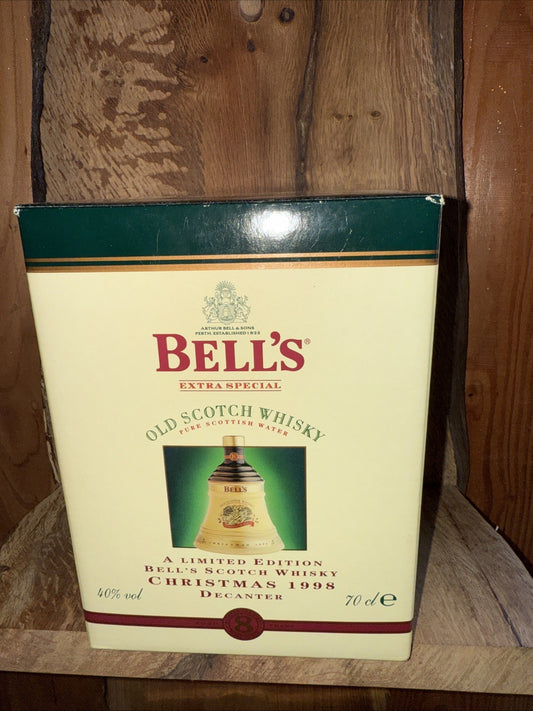 ARTHUR BELL & SONS
PERTH, ESTABLISHED 1825
BELL'S®
EXTRA SPECIAL
OLD SCOTCH WHISKY
PURE SCOTTISH WATER
8
BELL'S
A LIMITED EDITION
BELL'S SCOTCH WHISKY
CHRISTMAS 1998
DECANTER
40% vol
70 cl e
8